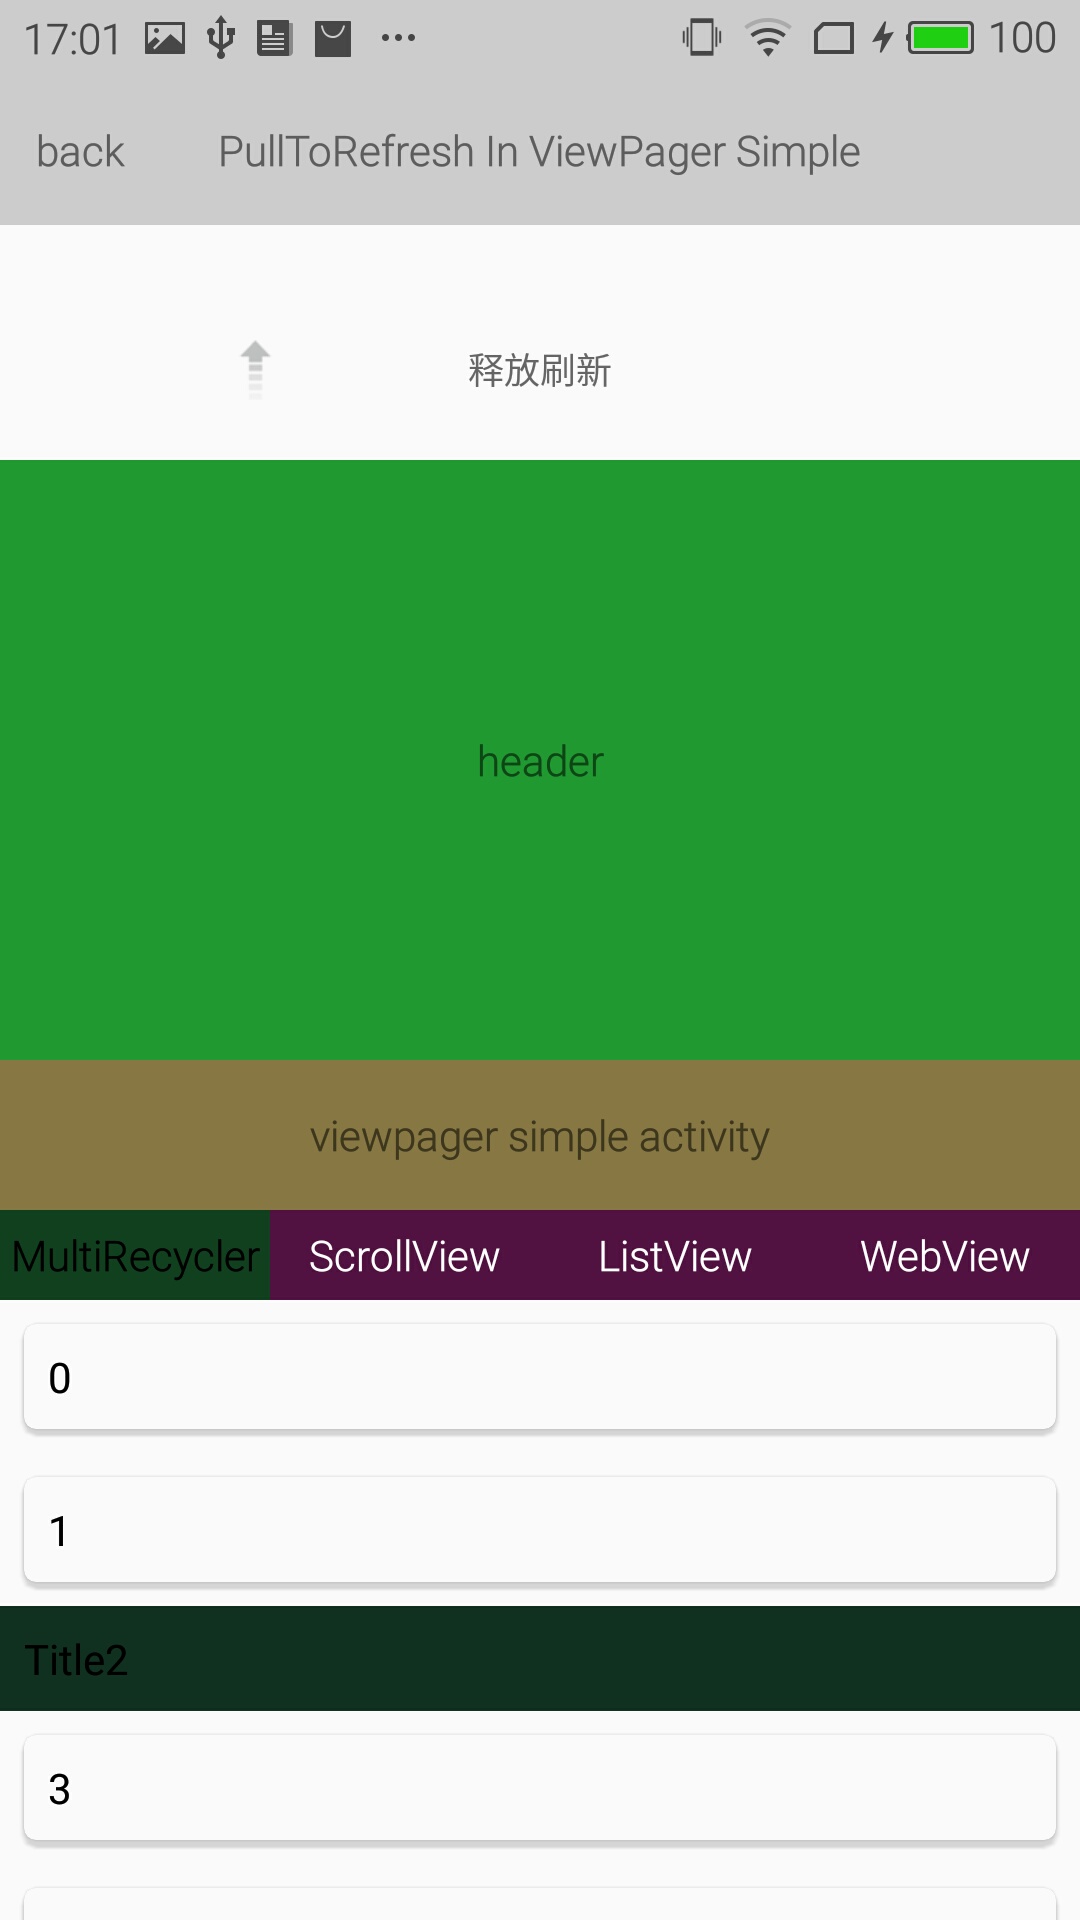 17:01 100
back PullToRefresh In ViewPager Simple
释放刷新
header
viewpager simple activity
MultiRecycler ScrollView ListView WebView
0
1
Title2
3